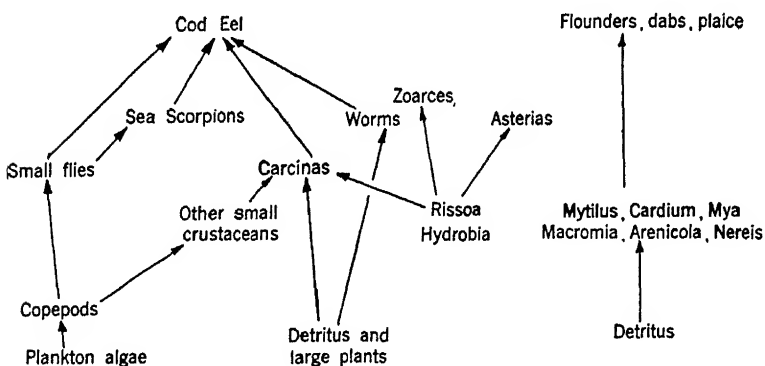 Cod Eel
Flounders, dabs, plaice
Zoarces,
Sea Scorpions
Worms
Asterias
Small flies
Carcinas
Other small
crustaceans
Rissoa
Hydrobia
Mytilus, Cardium, Mya
Macromia, Arenicola, Nereis
Copepods
Detritus and
large plants
Detritus
Plankton algae